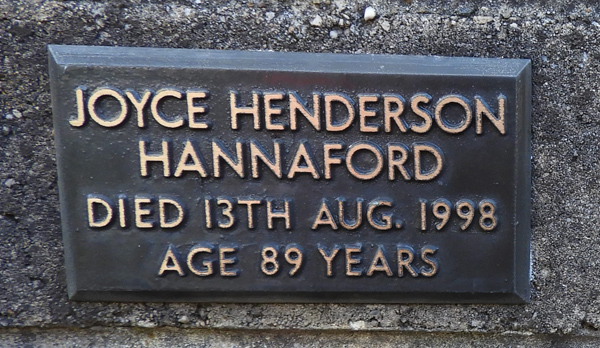 JOYCE HENDERSON
HANNAFORD
DIED 13TH AUG. 1998
AGE 89 YEARS